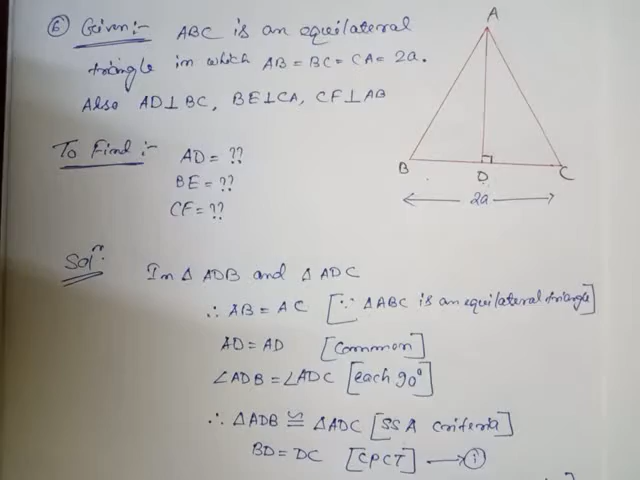 ⑥ Given:- ABC is an equilateral
triangle in which AB = BC = CA = 2a.
Also AD⊥BC, BE⊥CA, CF⊥AB
A
B
D
C
2a
To Find:-
AD = ??
BE = ??
CF = ??
Solⁿ.
In △ ADB and △ ADC
∴ AB = AC [∵ △ABC is an equilateral triangle]
AD = AD [Common]
∠ADB = ∠ADC [each 90°]
∴ △ADB ≅ △ADC [SSA criteria]
BD = DC [CPCT] → ⓘ